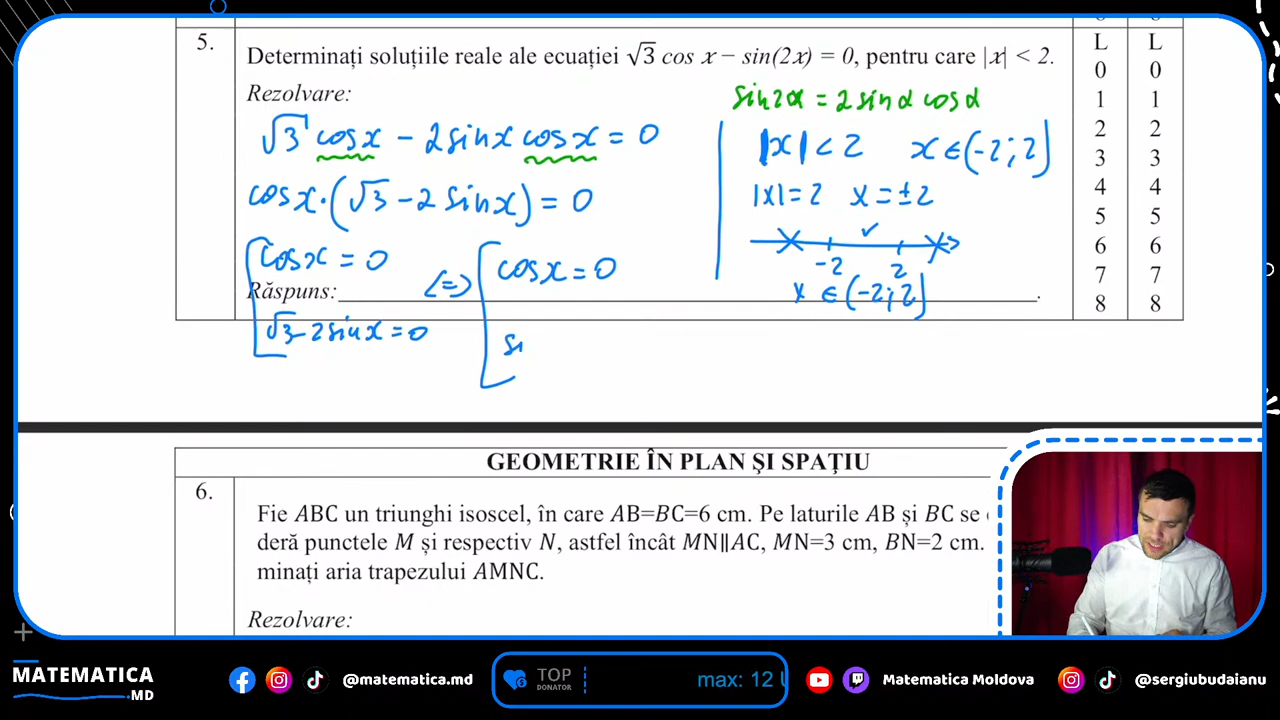 5.
Determinați soluțiile reale ale ecuației √3 cos x − sin(2x) = 0, pentru care |x| < 2.
Rezolvare:
sin2α = 2sinα cosα
√3 cosx − 2sinx cosx = 0
|x| < 2 x ∈ (-2; 2)
cosx·(√3 − 2 sinx) = 0
|x| = 2 x = ±2
✓
-2 2
x ∈ (-2; 2)
cosx = 0
<=> cosx = 0
Răspuns: .
√3 − 2sinx = 0
si
L L
0 0
1 1
2 2
3 3
4 4
5 5
6 6
7 7
8 8
GEOMETRIE ÎN PLAN ŞI SPAŢIU
6.
Fie ABC un triunghi isoscel, în care AB=BC=6 cm. Pe laturile AB și BC se
deră punctele M și respectiv N, astfel încât MN∥AC, MN=3 cm, BN=2 cm.
minați aria trapezului AMNC.
Rezolvare:
MATEMATICA
.MD
@matematica.md
TOP
DONATOR
max: 12
Matematica Moldova
@sergiubudaianu